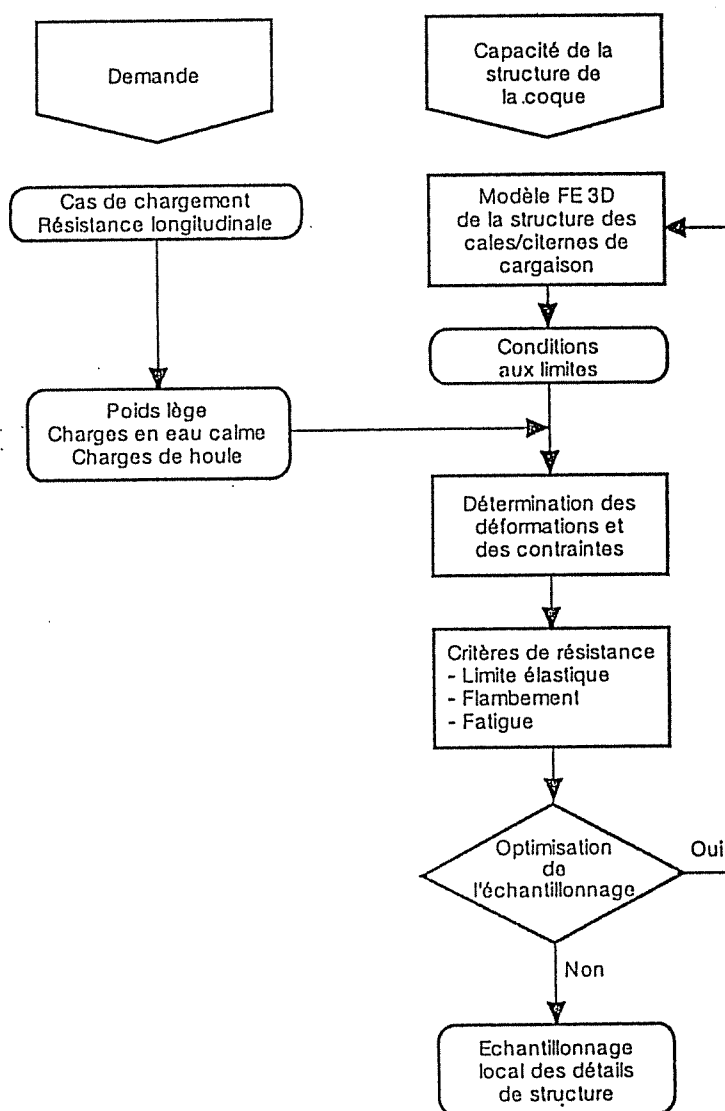 Demande
Capacité de la
structure de
la.coque
Cas de chargement
Résistance longitudinale
Modèle FE 3D
de la structure des
cales/citernes de
cargaison
Conditions
aux limites
Poids lège
Charges en eau calme
Charges de houle
Détermination des
déformations et
des contraintes
Critères de résistance
- Limite élastique
- Flambement
- Fatigue
Optimisation
de
l'échantillonnage
Oui
Non
Echantillonnage
local des détails
de structure